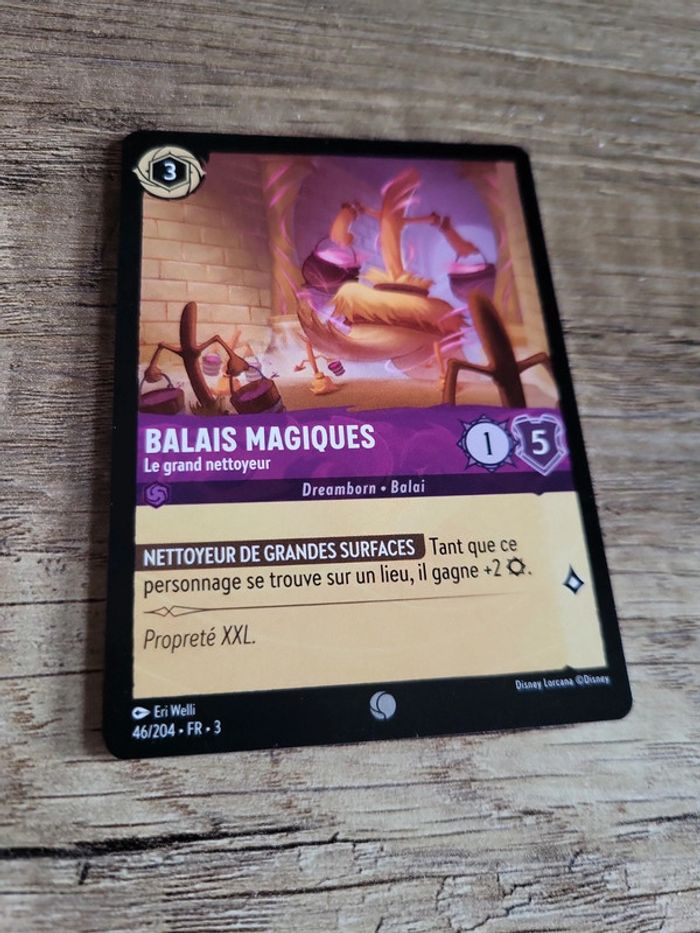 3
BALAIS MAGIQUES
Le grand nettoyeur
1
5
Dreamborn • Balai
NETTOYEUR DE GRANDES SURFACES Tant que ce
personnage se trouve sur un lieu, il gagne +2 .
Propreté XXL.
Eri Welli
Disney Lorcana ©Disney
46/204 • FR • 3